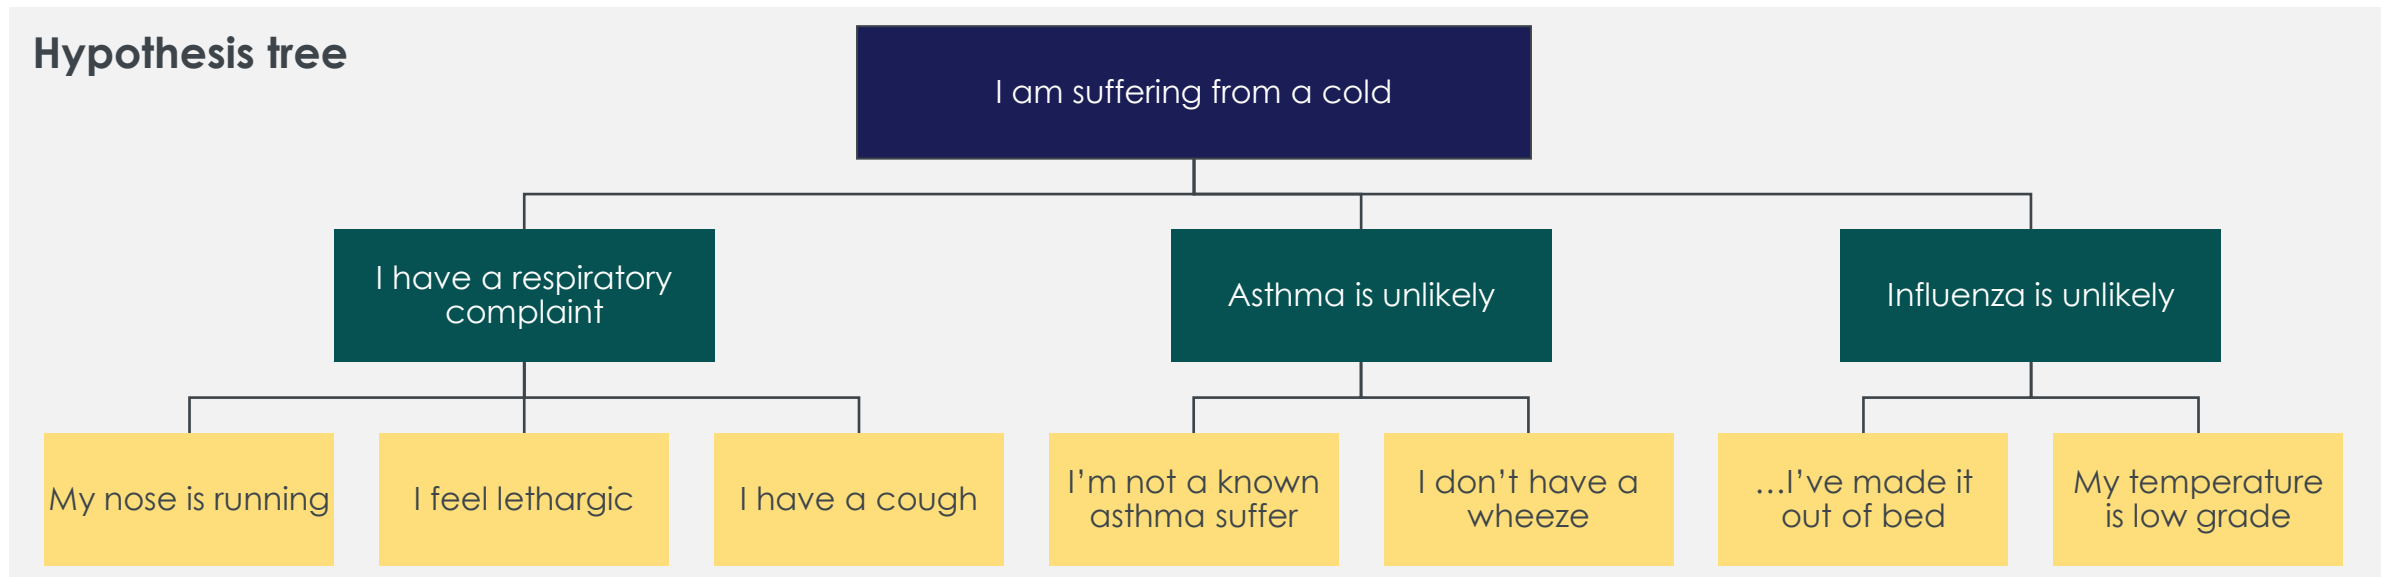 Hypothesis tree
I am suffering from a cold
I have a respiratory
complaint
Asthma is unlikely
Influenza is unlikely
My nose is running
I feel lethargic
I have a cough
I’m not a known
asthma suffer
I don’t have a
wheeze
…I’ve made it
out of bed
My temperature
is low grade